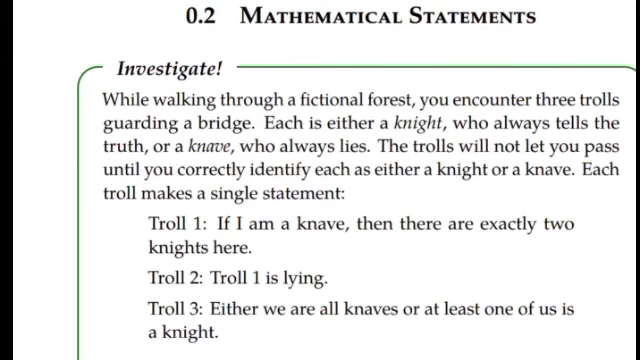 0.2 Mathematical Statements
Investigate!
While walking through a fictional forest, you encounter three trolls
guarding a bridge. Each is either a knight, who always tells the
truth, or a knave, who always lies. The trolls will not let you pass
until you correctly identify each as either a knight or a knave. Each
troll makes a single statement:
Troll 1: If I am a knave, then there are exactly two
knights here.
Troll 2: Troll 1 is lying.
Troll 3: Either we are all knaves or at least one of us is
a knight.